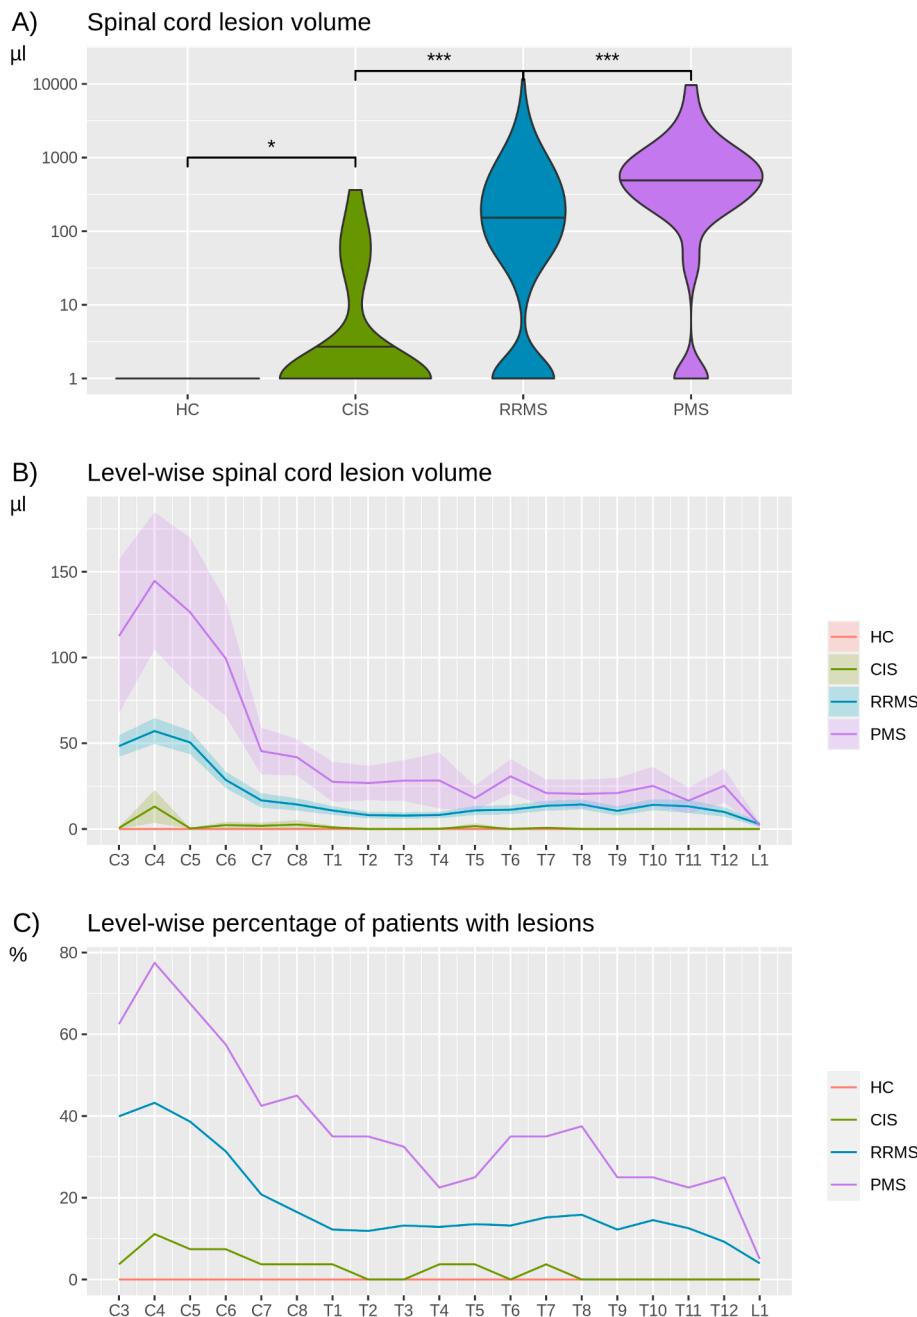 A) Spinal cord lesion volume
µl
10000
1000
100
10
1
*
***
***
HC CIS RRMS PMS
B) Level-wise spinal cord lesion volume
µl
150
100
50
0
C3 C4 C5 C6 C7 C8 T1 T2 T3 T4 T5 T6 T7 T8 T9 T10 T11 T12 L1
HC
CIS
RRMS
PMS
C) Level-wise percentage of patients with lesions
%
80
60
40
20
0
C3 C4 C5 C6 C7 C8 T1 T2 T3 T4 T5 T6 T7 T8 T9 T10 T11 T12 L1
HC
CIS
RRMS
PMS